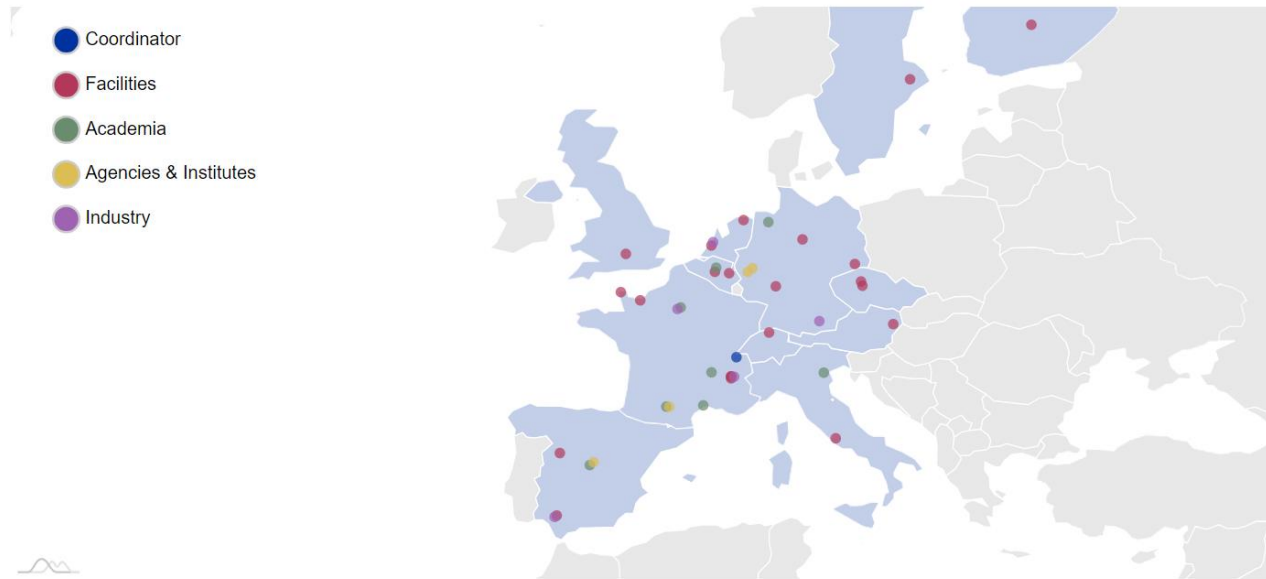 Coordinator
Facilities
Academia
Agencies & Institutes
Industry